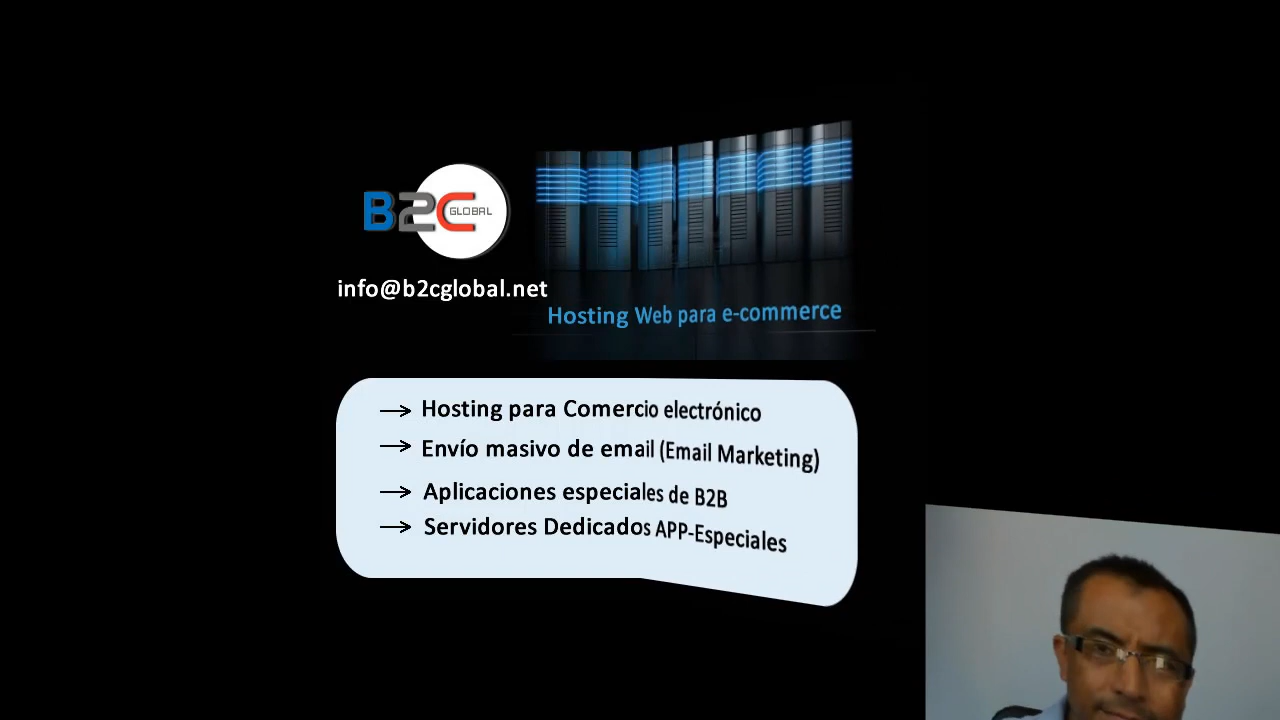 B2C GLOBAL
info@b2cglobal.net
Hosting Web para e-commerce
Hosting para Comercio electrónico
Envío masivo de email (Email Marketing)
Aplicaciones especiales de B2B
Servidores Dedicados APP-Especiales